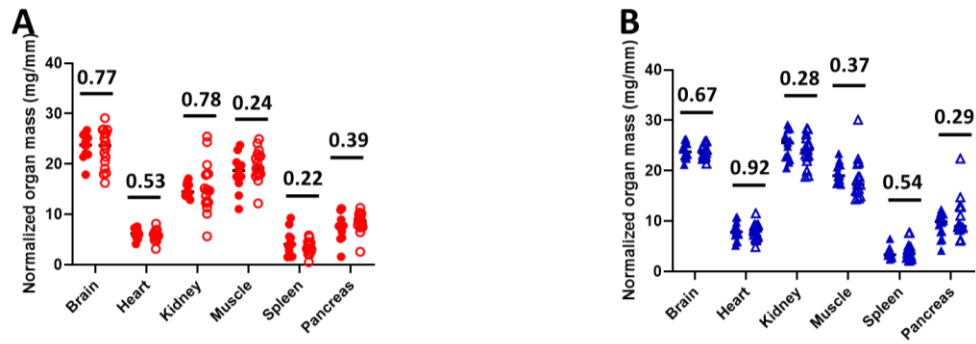 A
Normalized organ mass (mg/mm)
40
30
20
10
0
0.77
0.53
0.78
0.24
0.22
0.39
Brain
Heart
Kidney
Muscle
Spleen
Pancreas
B
Normalized organ mass (mg/mm)
40
30
20
10
0
0.67
0.92
0.28
0.37
0.54
0.29
Brain
Heart
Kidney
Muscle
Spleen
Pancreas